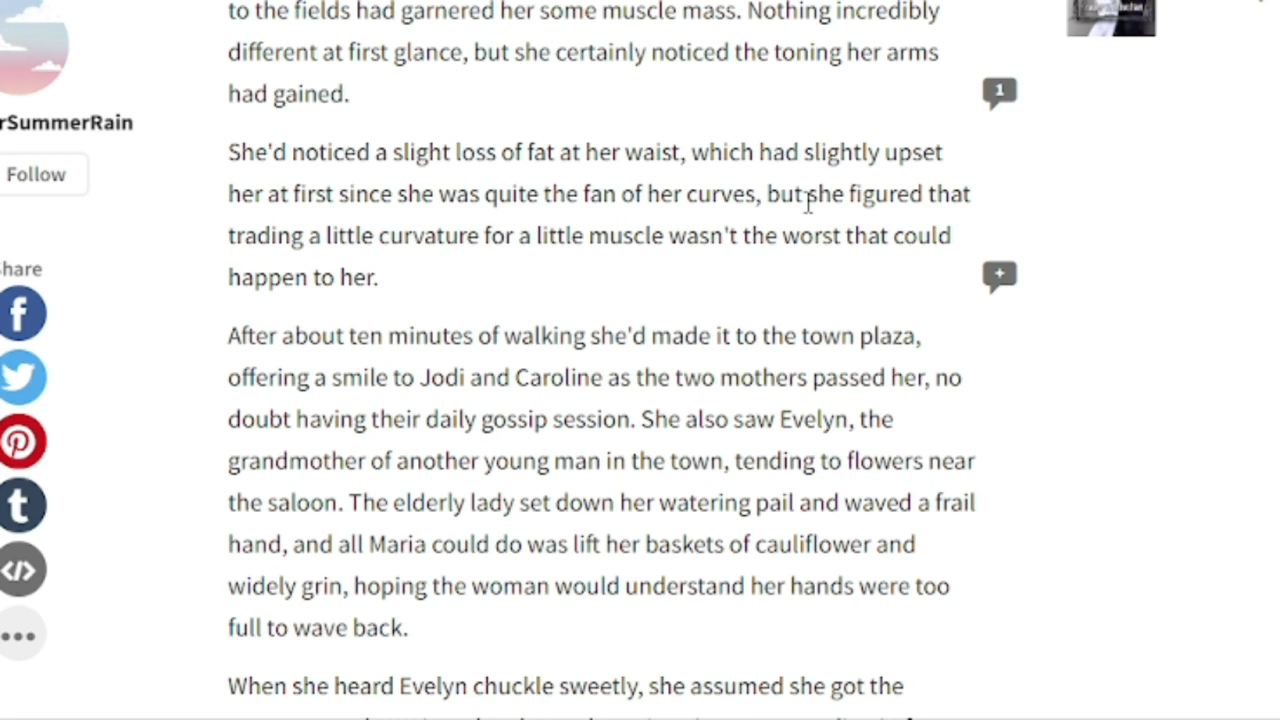 to the fields had garnered her some muscle mass. Nothing incredibly
different at first glance, but she certainly noticed the toning her arms
had gained.
1
rSummerRain
She'd noticed a slight loss of fat at her waist, which had slightly upset
Follow
her at first since she was quite the fan of her curves, but she figured that
trading a little curvature for a little muscle wasn't the worst that could
hare
happen to her.
+
After about ten minutes of walking she'd made it to the town plaza,
offering a smile to Jodi and Caroline as the two mothers passed her, no
doubt having their daily gossip session. She also saw Evelyn, the
grandmother of another young man in the town, tending to flowers near
the saloon. The elderly lady set down her watering pail and waved a frail
hand, and all Maria could do was lift her baskets of cauliflower and
widely grin, hoping the woman would understand her hands were too
full to wave back.
When she heard Evelyn chuckle sweetly, she assumed she got the